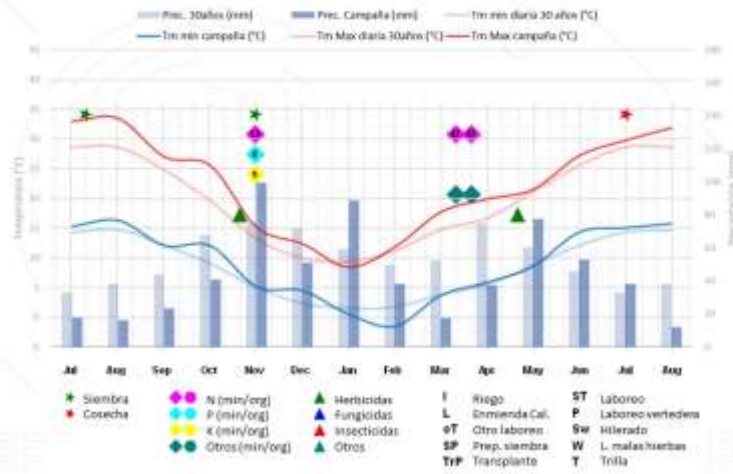 Prec. 30años (mm) Prec. Campaña (mm) Tm min diaria 30 años (°C)
Tm min campaña (°C) Tm Max diaria 30años (°C) Tm Max campaña (°C)
Temperatura (°C)
Jul Aug Sep Oct Nov Dec Jan Feb Mar Apr May Jun Jul Aug
Siembra N (min/org) Herbicidas I Riego ST Laboreo
Cosecha P (min/org) Fungicidas L Enmienda Cal. P Laboreo vertedera
K (min/org) Insecticidas oT Otro laboreo Sw Hilerado
Otros (min/org) Otros SP Prep. siembra W L. malas hierbas
TrP Transplante T Trilla